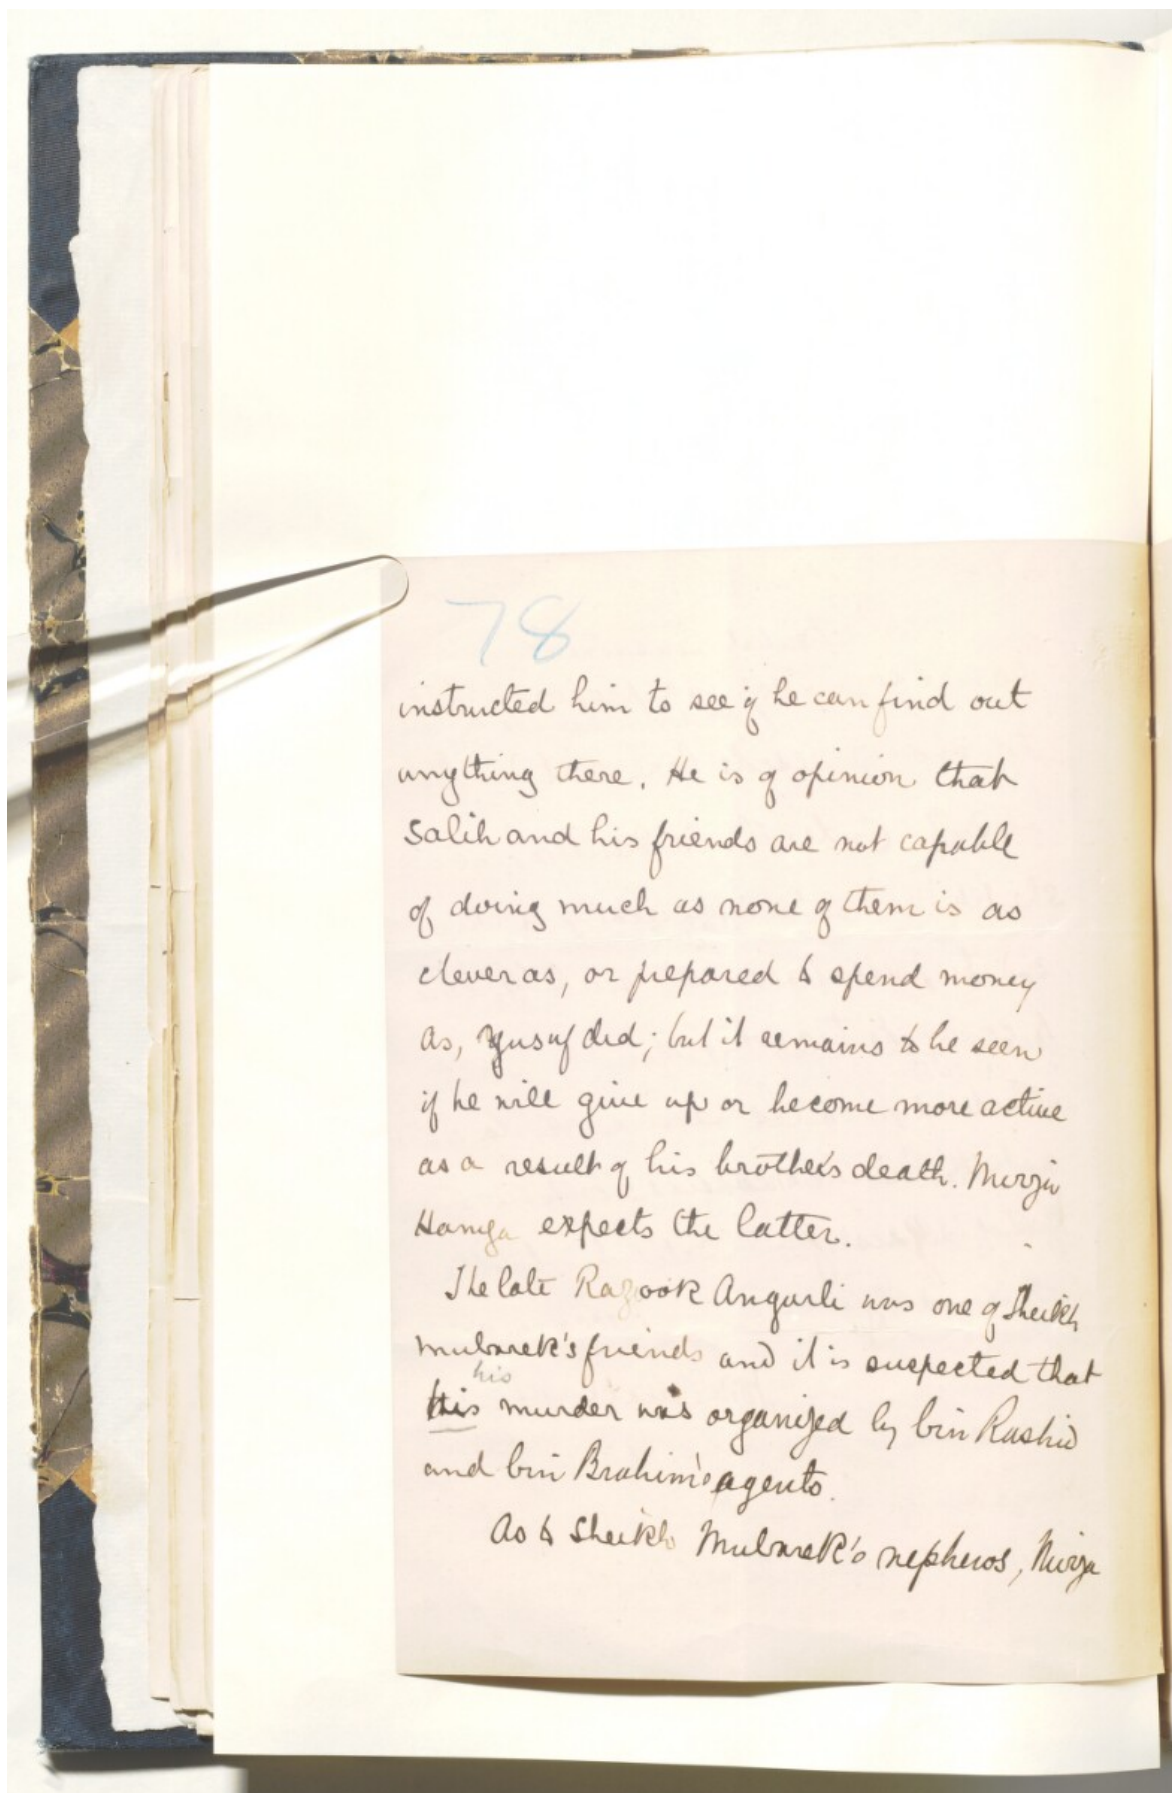 78
instructed him to see if he can find out
anything there. He is of opinion that
Salih and his friends are not capable
of doing much as none of them is as
clever as, or prepared to spend money
as, Yusuf did; but it remains to be seen
if he will give up or become more active
as a result of his brother's death. Mirza
Hamza expects the latter.
The late Razook Angurli was one of Sheikh
Mubarek's friends and it is suspected that
his
this murder was organized by bin Rashid
and bin Brahim's agents.
As to Sheikh Mubarek's nephews, Mirza